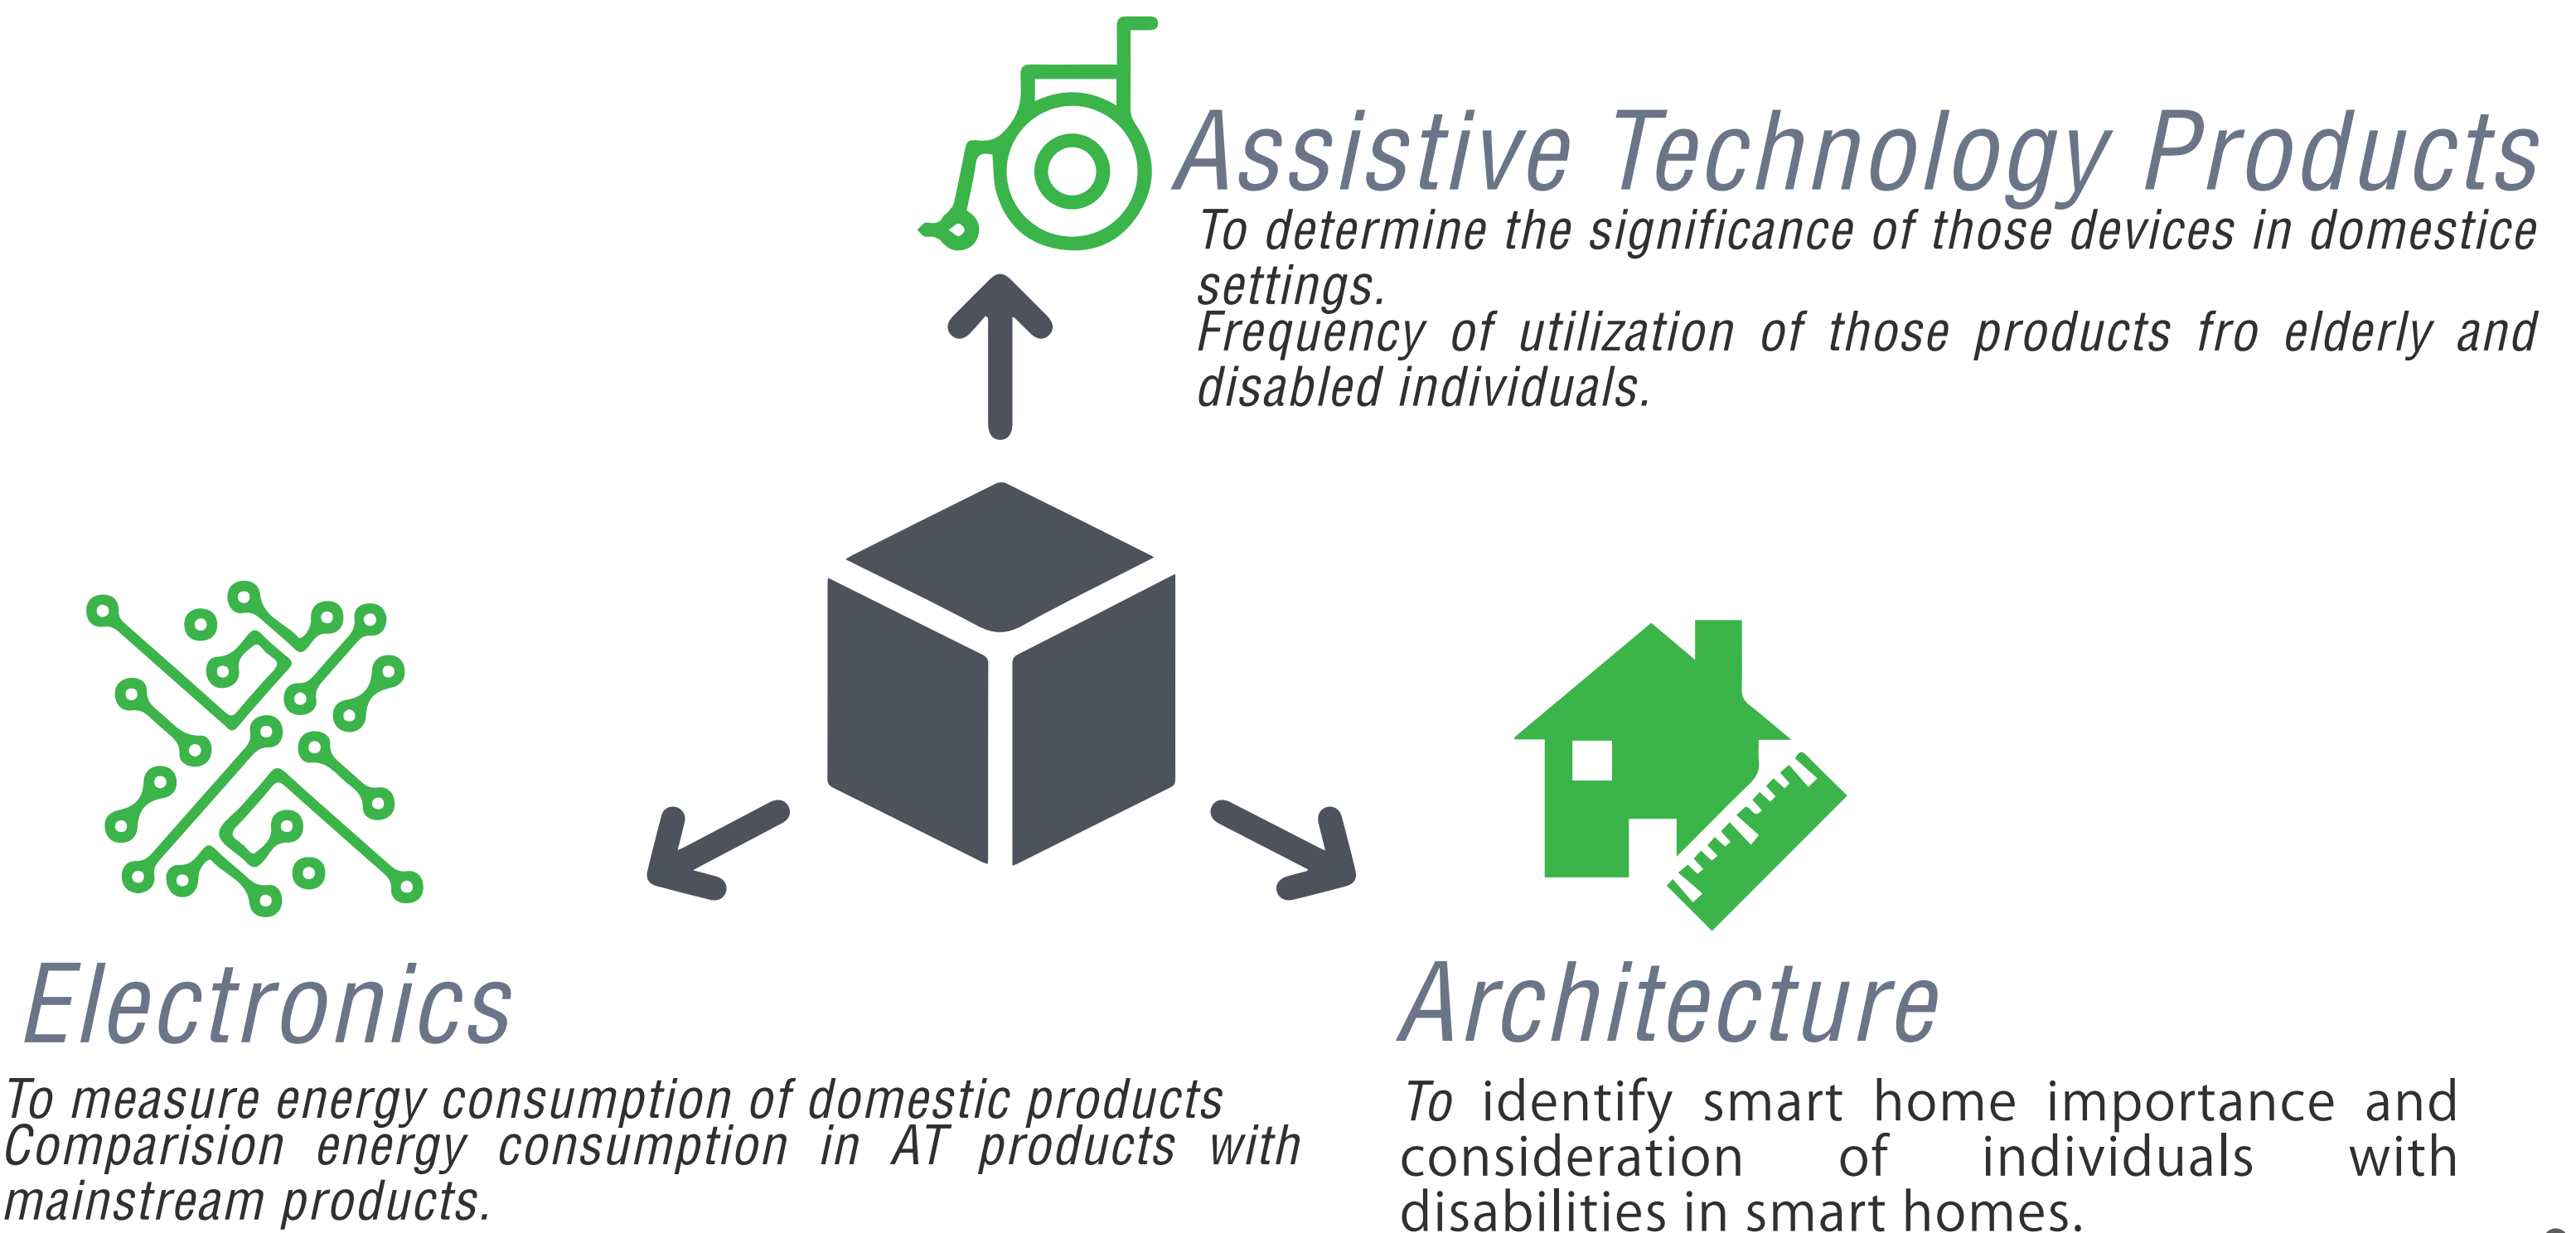 Assistive Technology Products
To determine the significance of those devices in domestice
settings.
Frequency of utilization of those products fro elderly and
disabled individuals.
Electronics
To measure energy consumption of domestic products
Comparision energy consumption in AT products with
mainstream products.
Architecture
To identify smart home importance and
consideration of individuals with
disabilities in smart homes.